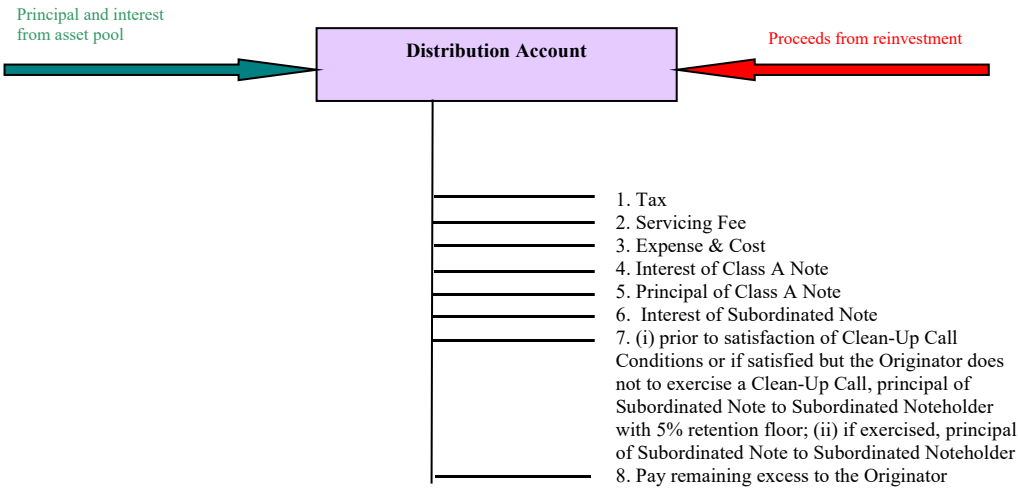 Principal and interest
from asset pool
Distribution Account
Proceeds from reinvestment
1. Tax
2. Servicing Fee
3. Expense & Cost
4. Interest of Class A Note
5. Principal of Class A Note
6. Interest of Subordinated Note
7. (i) prior to satisfaction of Clean-Up Call
Conditions or if satisfied but the Originator does
not to exercise a Clean-Up Call, principal of
Subordinated Note to Subordinated Noteholder
with 5% retention floor; (ii) if exercised, principal
of Subordinated Note to Subordinated Noteholder
8. Pay remaining excess to the Originator